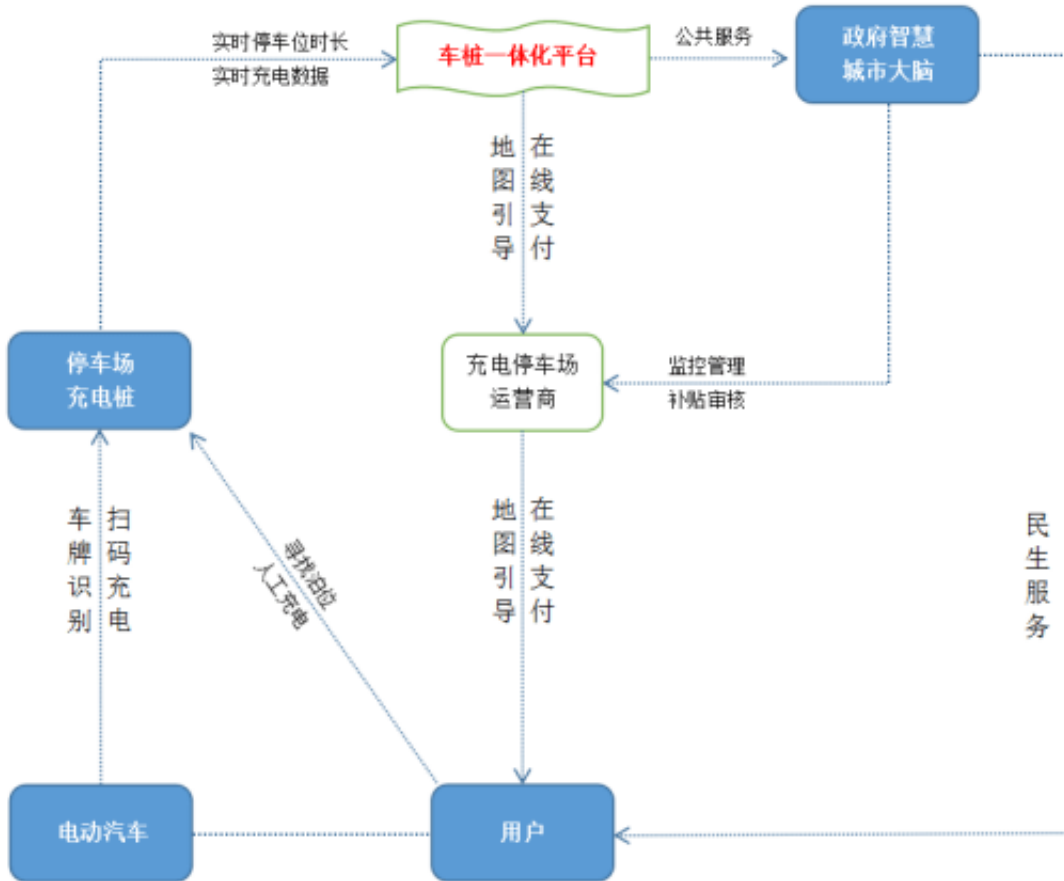 实时停车位时长
实时充电数据
车桩一体化平台
公共服务
政府智慧
城市大脑
地图引导
在线支付
停车场
充电桩
充电停车场
运营商
监控管理
补贴审核
车牌识别
扫码充电
寻找泊位
人工充电
地图引导
在线支付
民生服务
电动汽车
用户